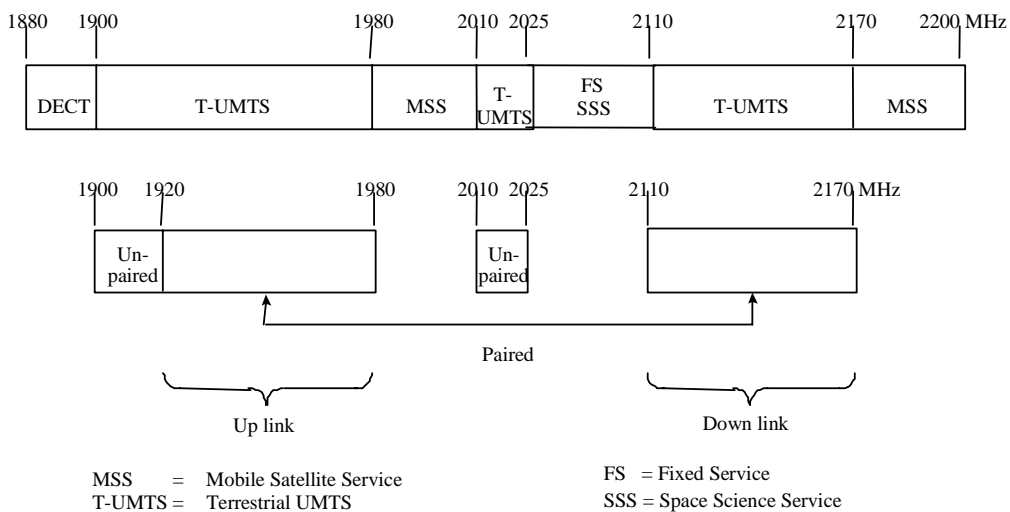 1880 1900 1980 2010 2025 2110 2170 2200 MHz
DECT T-UMTS MSS T-UMTS FS SSS T-UMTS MSS
1900 1920 1980 2010 2025 2110 2170 MHz
Un-paired Un-paired
Paired
Up link Down link
MSS = Mobile Satellite Service
T-UMTS = Terrestrial UMTS
FS = Fixed Service
SSS = Space Science Service